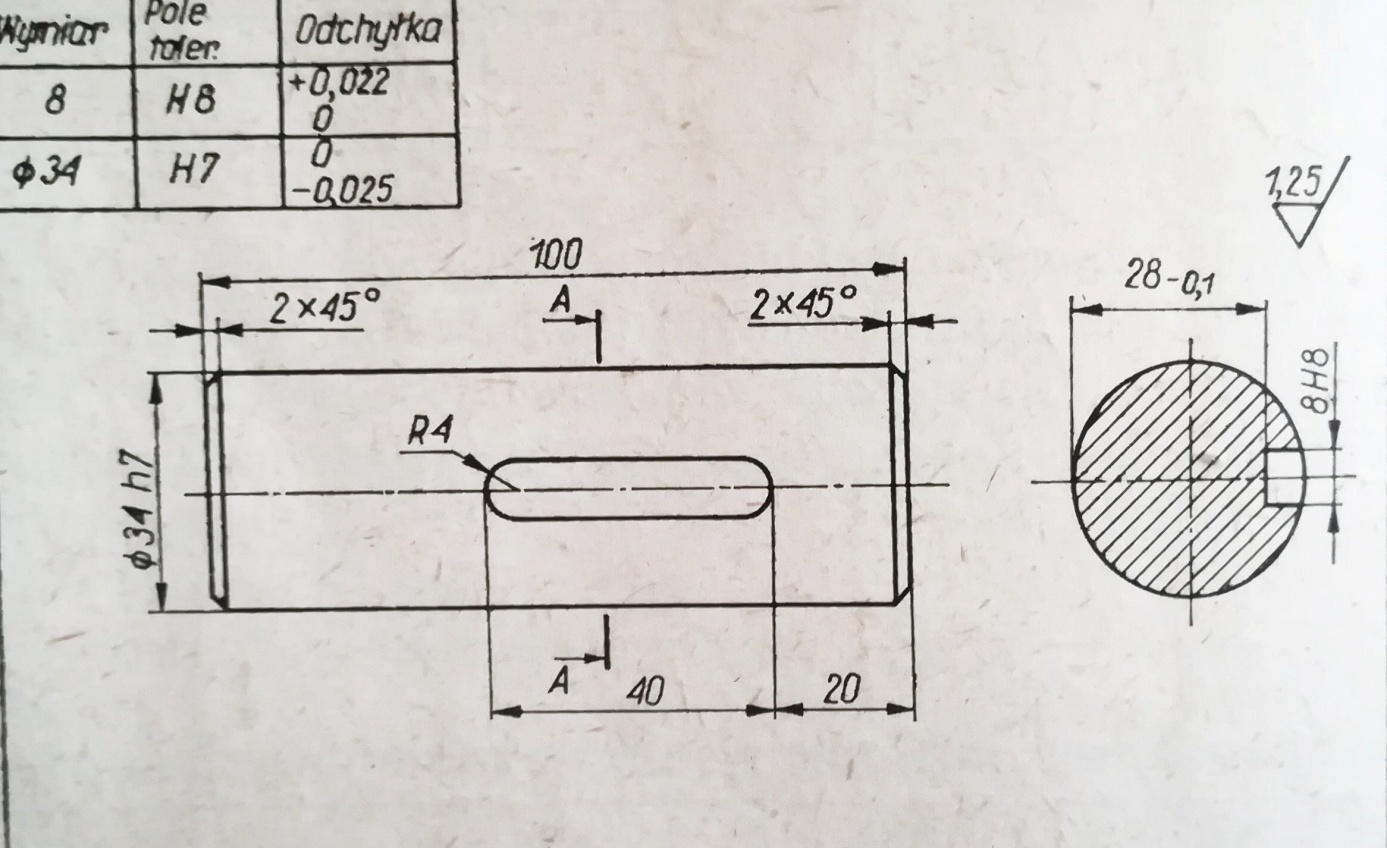 Wymiar Pole toler. Odchyłka
8 H8 +0,022
0
ϕ34 H7 0
-0,025
1,25
100
2×45° A 2×45°
28-0,1
8H8
R4
ϕ34 h7
A 40 20